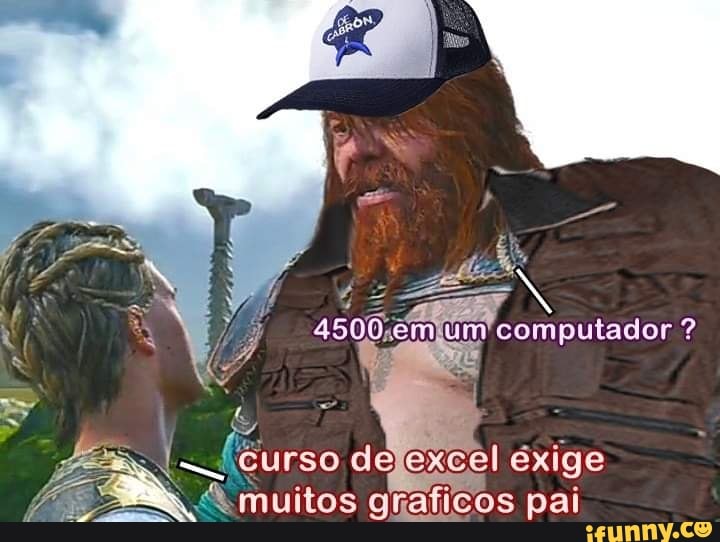 DE
CABRÓN.
4500 em um computador ?
curso de excel exige
muitos graficos pai
ifunny.co